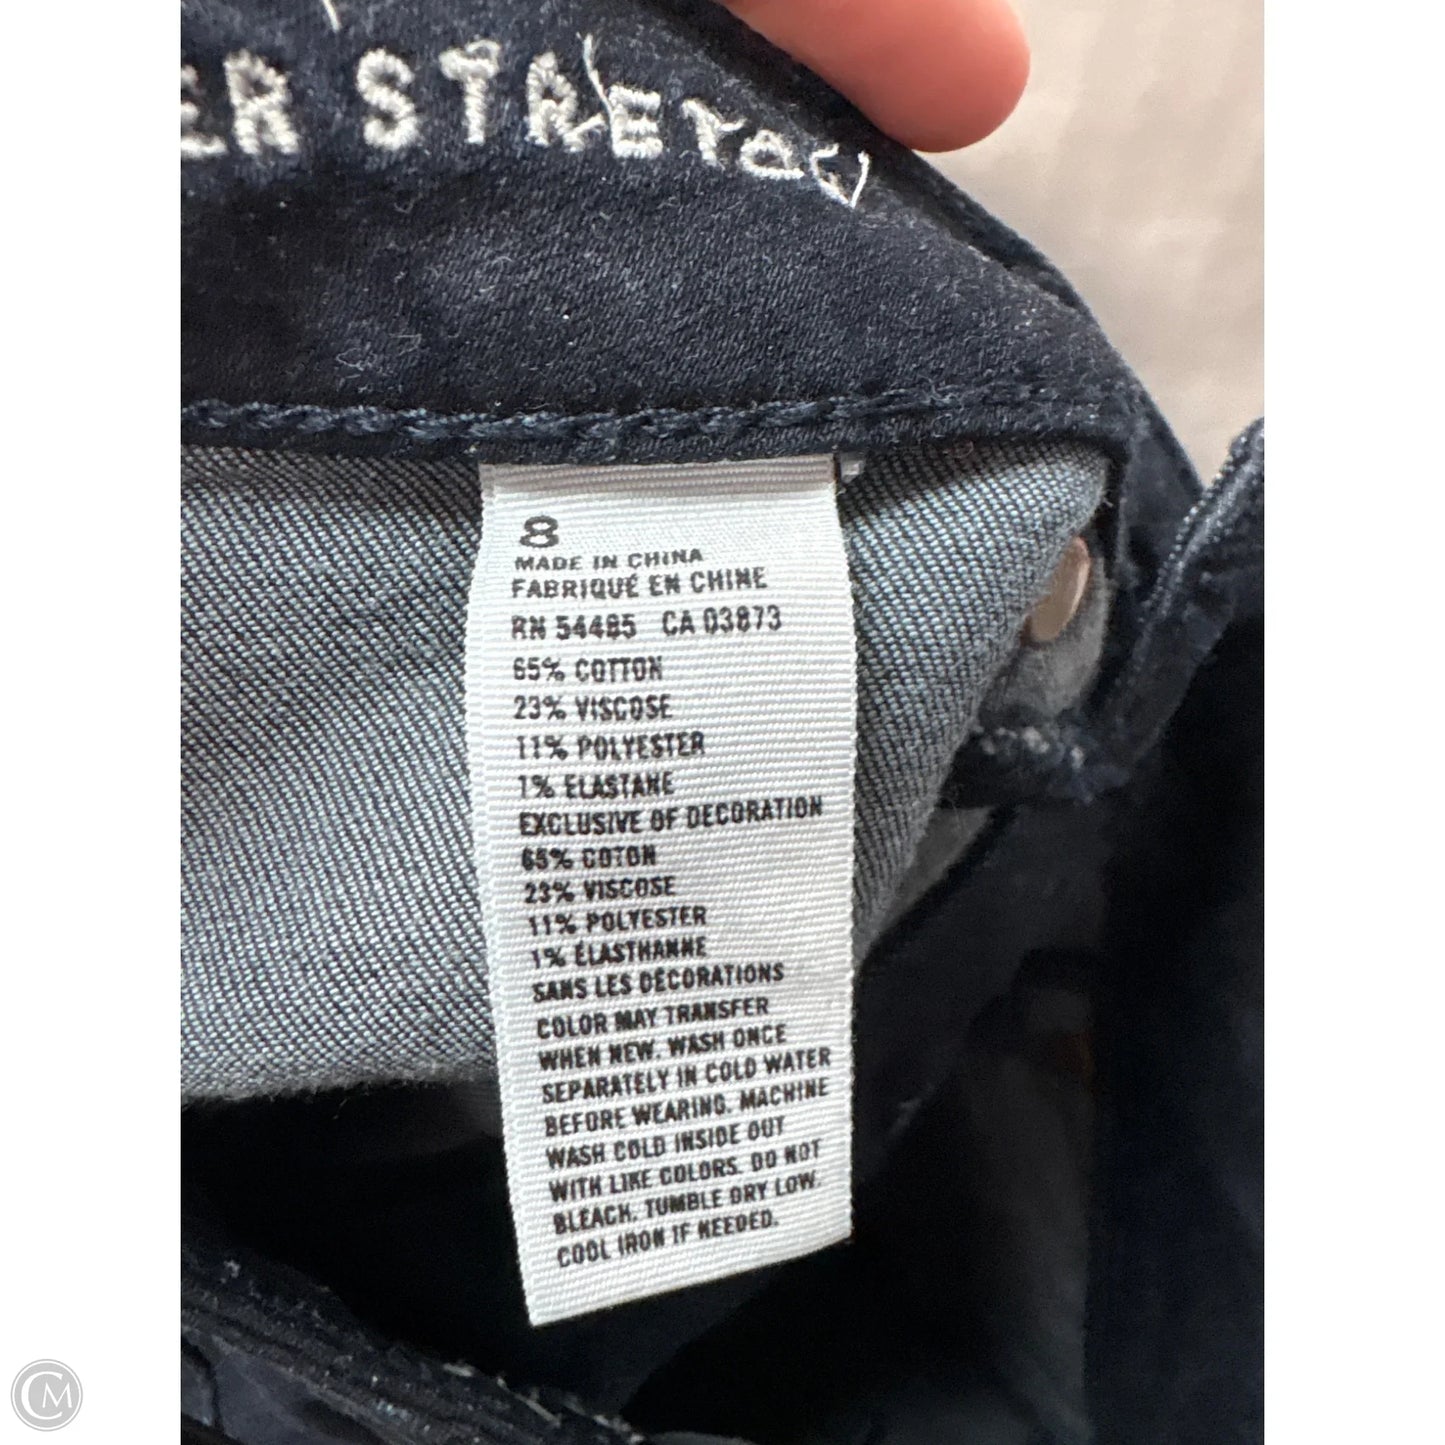 ER STRETCH
8
MADE IN CHINA
FABRIQUÉ EN CHINE
RN 54485 CA 03873
65% COTTON
23% VISCOSE
11% POLYESTER
1% ELASTANE
EXCLUSIVE OF DECORATION
65% COTON
23% VISCOSE
11% POLYESTER
1% ÉLASTHANNE
SANS LES DÉCORATIONS
COLOR MAY TRANSFER
WHEN NEW. WASH ONCE
SEPARATELY IN COLD WATER
BEFORE WEARING. MACHINE
WASH COLD INSIDE OUT
WITH LIKE COLORS. DO NOT
BLEACH. TUMBLE DRY LOW.
COOL IRON IF NEEDED.
CM